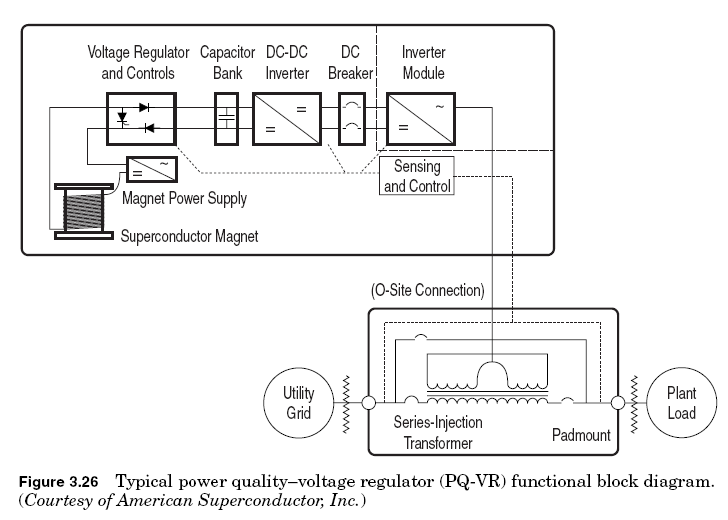 Voltage Regulator
and Controls
Capacitor
Bank
DC-DC
Inverter
DC
Breaker
Inverter
Module
~
=
=
=
~
=
~
Sensing
and Control
Magnet Power Supply
Superconductor Magnet
(O-Site Connection)
Utility
Grid
Series-Injection
Transformer
Padmount
Plant
Load
Figure 3.26 Typical power quality–voltage regulator (PQ-VR) functional block diagram.
(Courtesy of American Superconductor, Inc.)